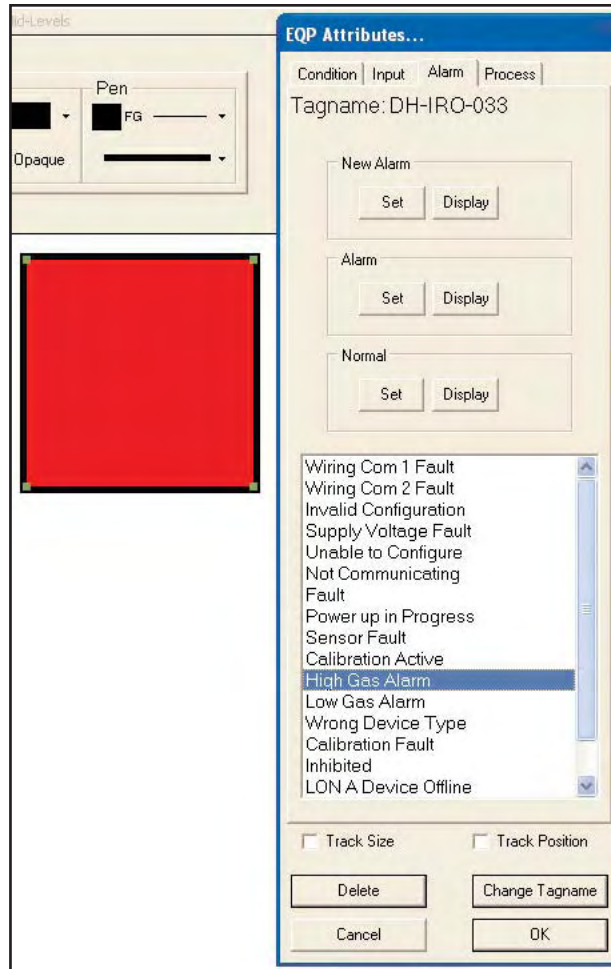 id-Levels
Pen
FG
Opaque
EQP Attributes...
Condition Input Alarm Process
Tagname: DH-IRO-033
New Alarm
Set Display
Alarm
Set Display
Normal
Set Display
Wiring Com 1 Fault
Wiring Com 2 Fault
Invalid Configuration
Supply Voltage Fault
Unable to Configure
Not Communicating
Fault
Power up in Progress
Sensor Fault
Calibration Active
High Gas Alarm
Low Gas Alarm
Wrong Device Type
Calibration Fault
Inhibited
LON A Device Offline
Track Size Track Position
Delete Change Tagname
Cancel OK